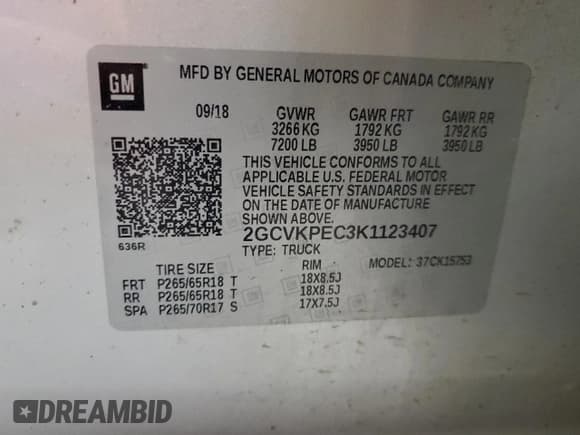 GM
MFD BY GENERAL MOTORS OF CANADA COMPANY
09/18 GVWR GAWR FRT GAWR RR
3266 KG 1792 KG 1792 KG
7200 LB 3950 LB 3950 LB
THIS VEHICLE CONFORMS TO ALL
APPLICABLE U.S. FEDERAL MOTOR
VEHICLE SAFETY STANDARDS IN EFFECT
ON THE DATE OF MANUFACTURE
SHOWN ABOVE.
636R
2GCVKPEC3K1123407
TYPE: TRUCK MODEL: 37CK15753
TIRE SIZE RIM
FRT P265/65R18 T 18X8.5J
RR P265/65R18 T 18X8.5J
SPA P265/70R17 S 17X7.5J
DREAMBID